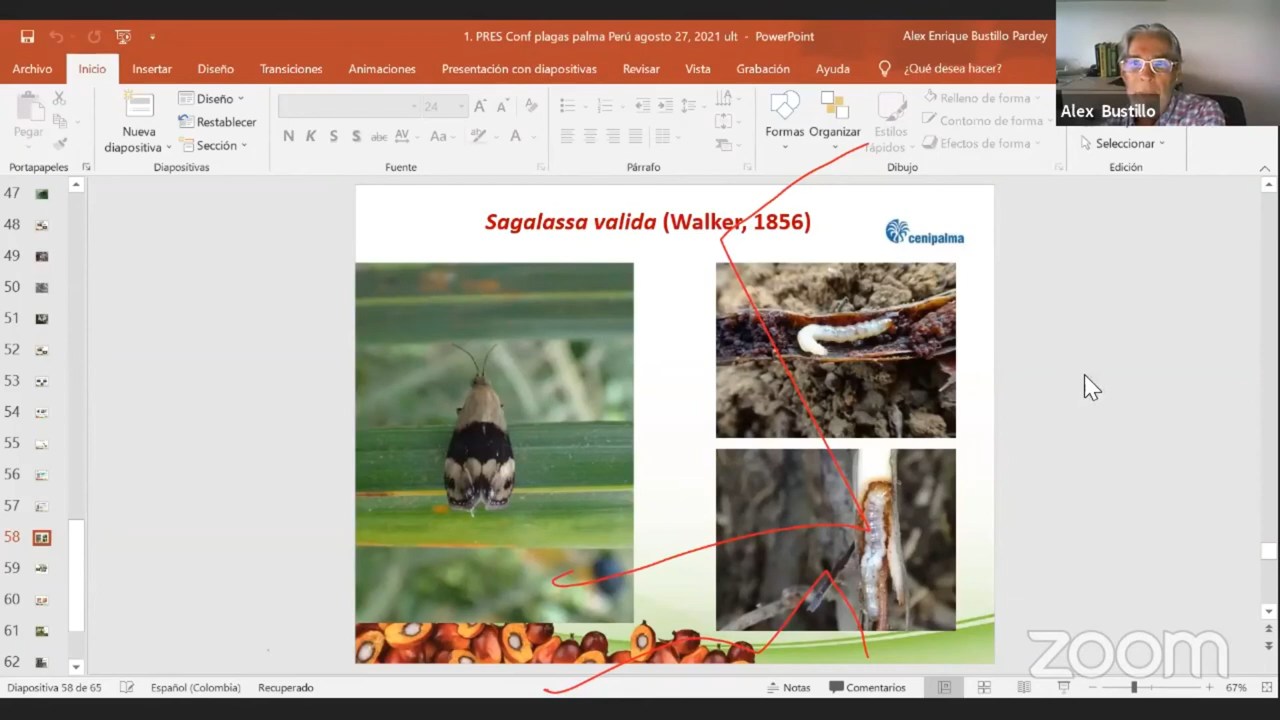 1. PRES Conf plagas palma Perú agosto 27, 2021 ult - PowerPoint
Alex Enrique Bustillo Pardey
Archivo Inicio Insertar Diseño Transiciones Animaciones Presentación con diapositivas Revisar Vista Grabación Ayuda ¿Qué desea hacer?
Alex Bustillo
Pegar
Nueva diapositiva
Diseño
Restablecer
Sección
24
N K S S abc AV Aa A
Formas Organizar Estilos rápidos
Relleno de forma
Contorno de forma
Efectos de forma
Seleccionar
Portapapeles Diapositivas Fuente Párrafo Dibujo Edición
47
48
49
50
51
52
53
54
55
56
57
58
59
60
61
62
Sagalassa valida (Walker, 1856)
cenipalma
zoom
Diapositiva 58 de 65 Español (Colombia) Recuperado Notas Comentarios 67%